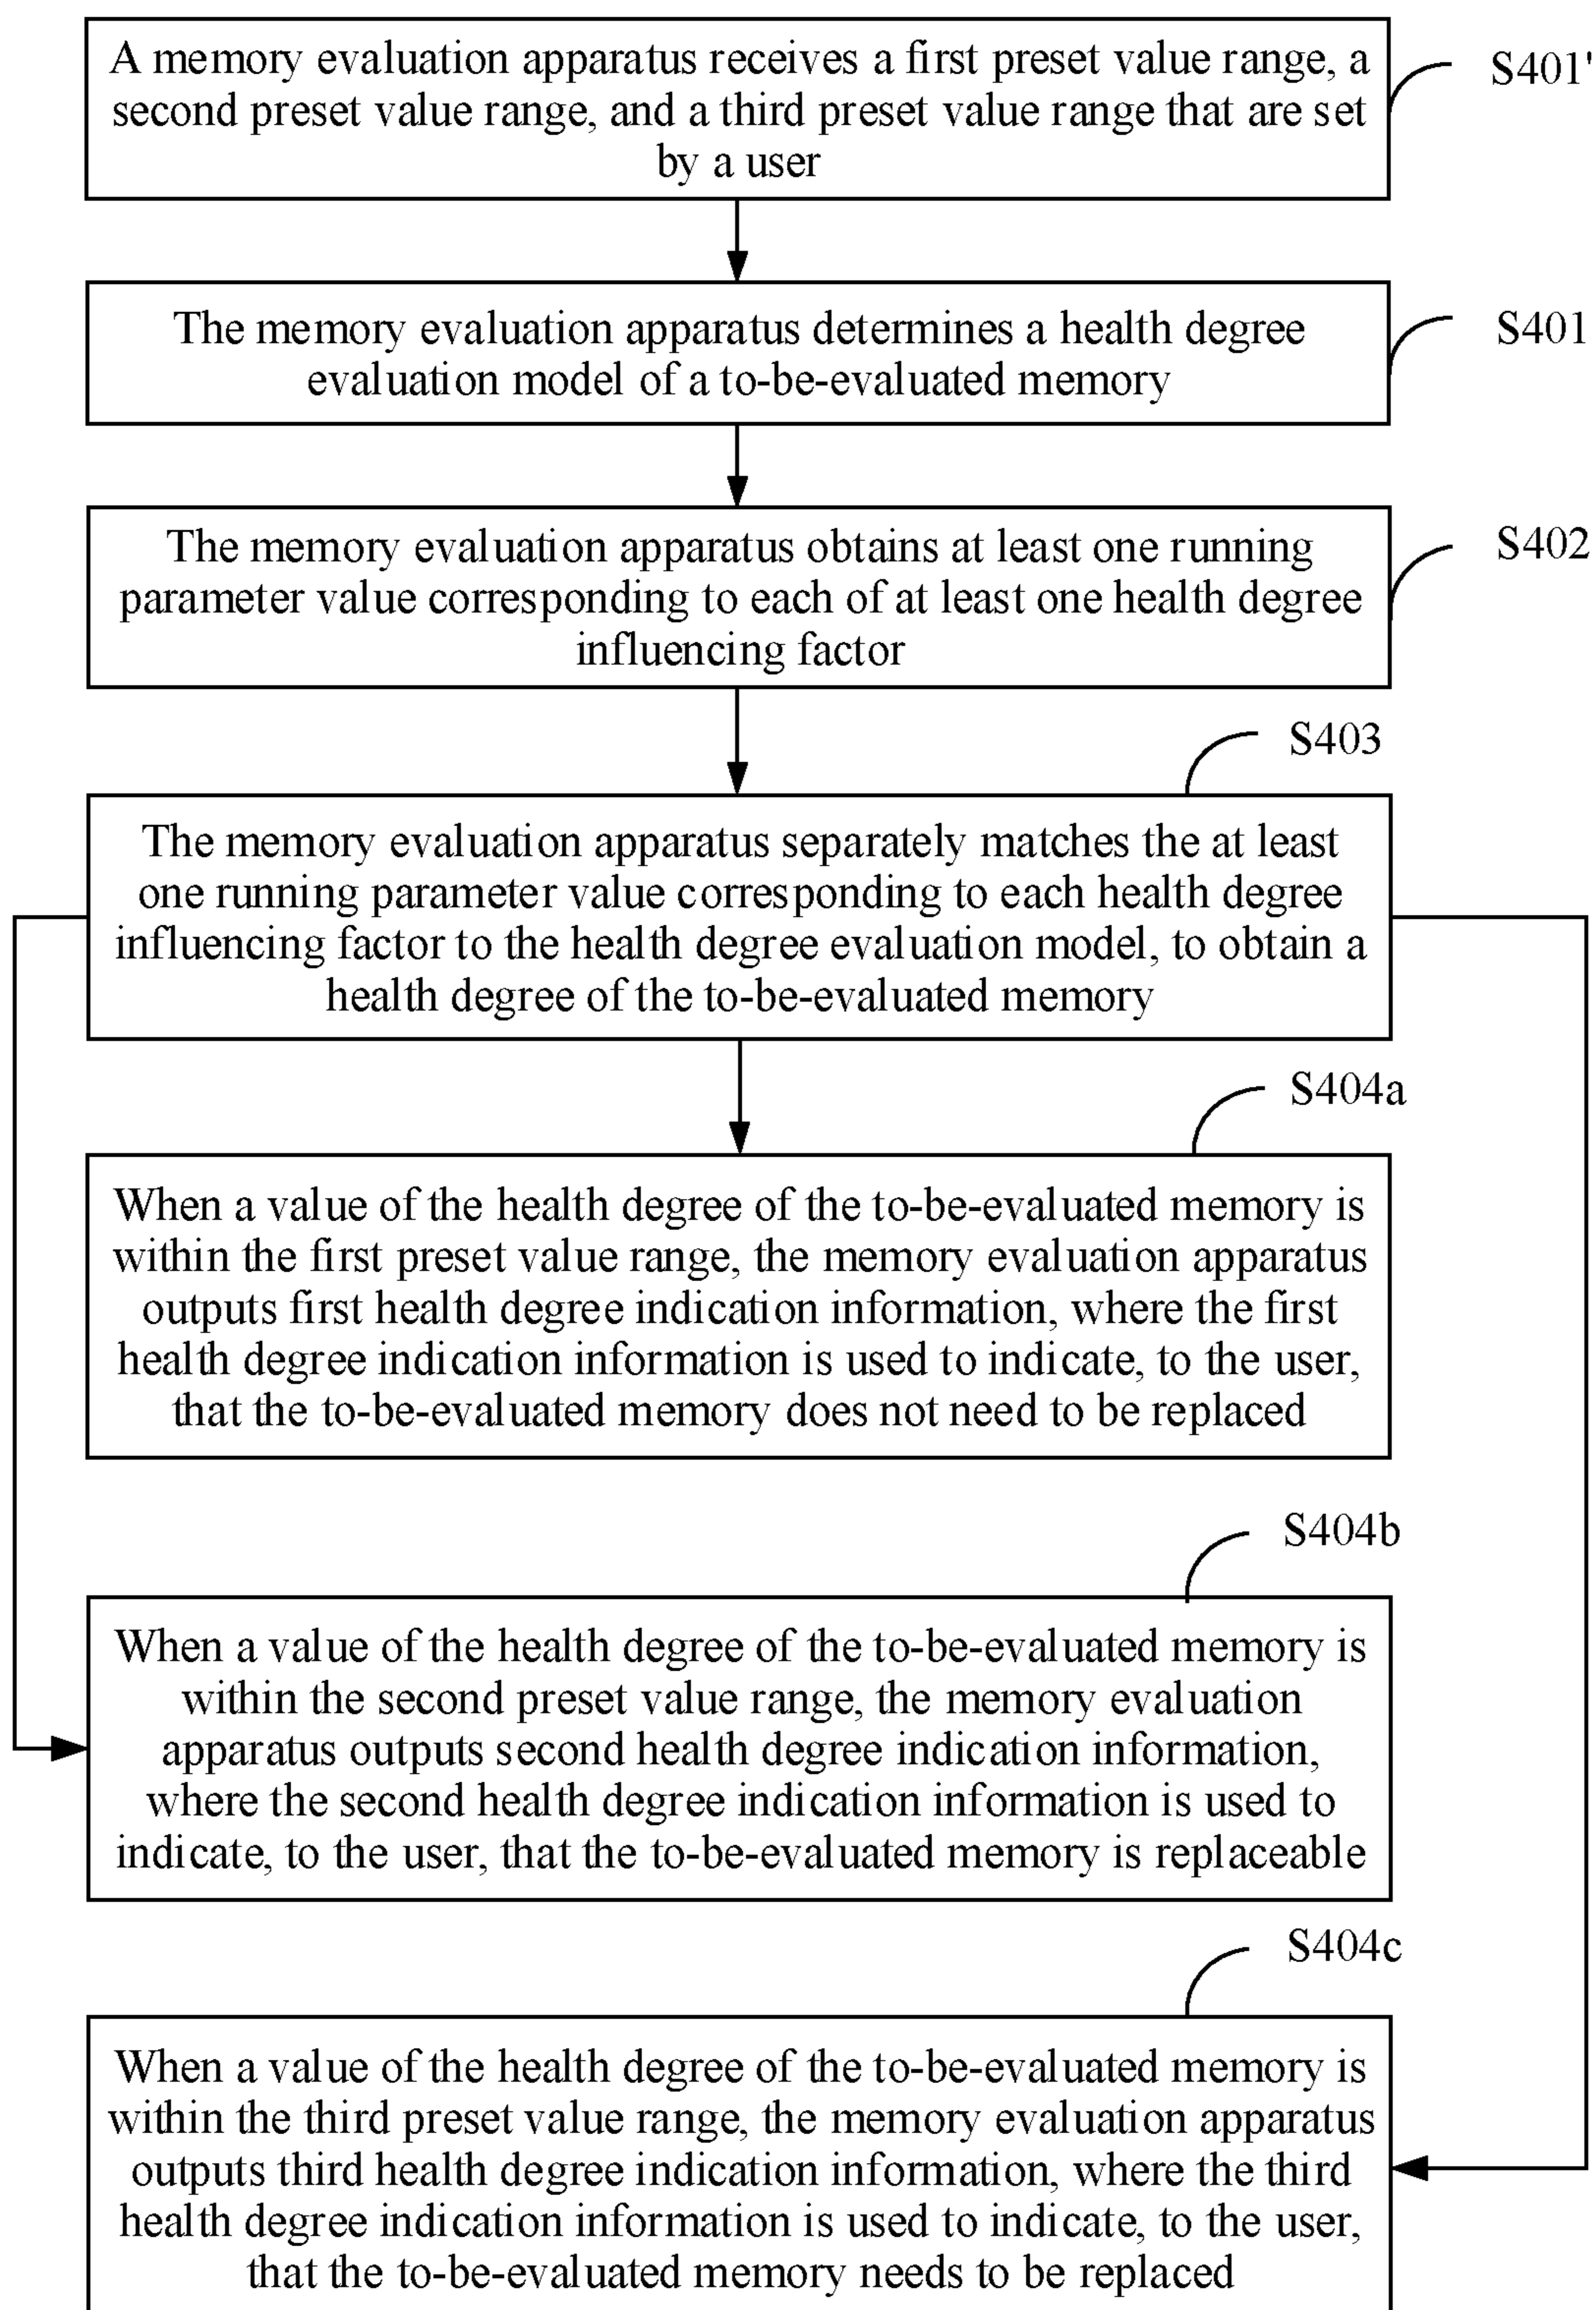 A memory evaluation apparatus receives a first preset value range, a
second preset value range, and a third preset value range that are set
by a user
S401'
The memory evaluation apparatus determines a health degree
evaluation model of a to-be-evaluated memory
S401
The memory evaluation apparatus obtains at least one running
parameter value corresponding to each of at least one health degree
influencing factor
S402
S403
The memory evaluation apparatus separately matches the at least
one running parameter value corresponding to each health degree
influencing factor to the health degree evaluation model, to obtain a
health degree of the to-be-evaluated memory
S404a
When a value of the health degree of the to-be-evaluated memory is
within the first preset value range, the memory evaluation apparatus
outputs first health degree indication information, where the first
health degree indication information is used to indicate, to the user,
that the to-be-evaluated memory does not need to be replaced
S404b
When a value of the health degree of the to-be-evaluated memory is
within the second preset value range, the memory evaluation
apparatus outputs second health degree indication information,
where the second health degree indication information is used to
indicate, to the user, that the to-be-evaluated memory is replaceable
S404c
When a value of the health degree of the to-be-evaluated memory is
within the third preset value range, the memory evaluation apparatus
outputs third health degree indication information, where the third
health degree indication information is used to indicate, to the user,
that the to-be-evaluated memory needs to be replaced